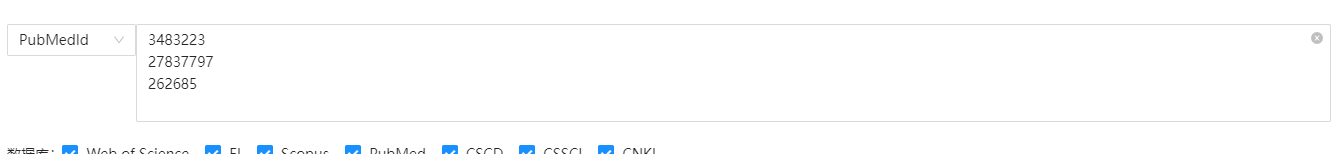 PubMedId
3483223
27837797
262685
数据库: Web of Science EI Scopus PubMed CSCD CSSCI CNKI